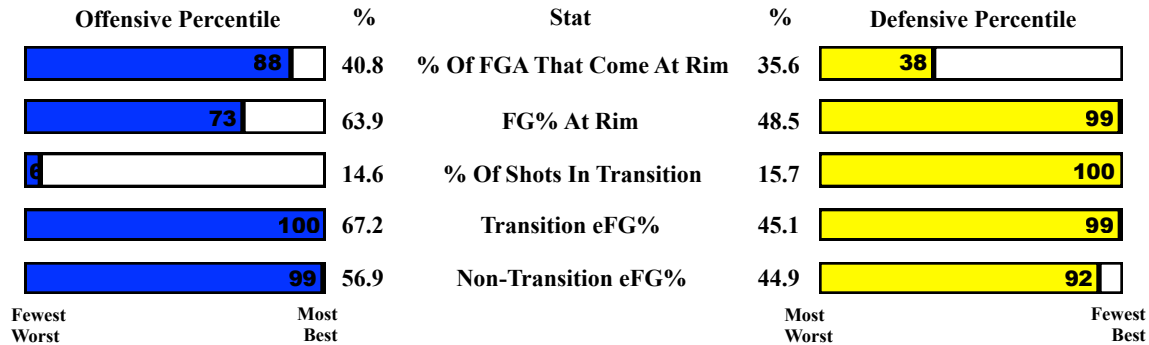 Offensive Percentile % Stat % Defensive Percentile
88 40.8 % Of FGA That Come At Rim 35.6 38
73 63.9 FG% At Rim 48.5 99
6 14.6 % Of Shots In Transition 15.7 100
100 67.2 Transition eFG% 45.1 99
99 56.9 Non-Transition eFG% 44.9 92
Fewest Most Most Fewest
Worst Best Worst Best